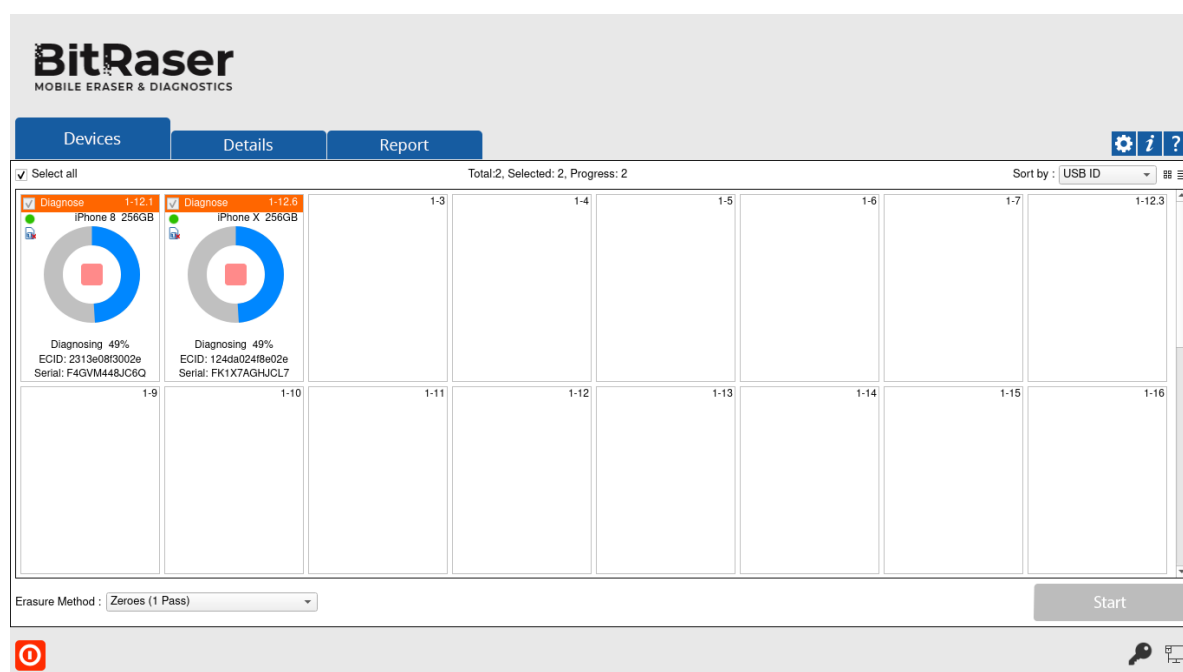 BitRaser
MOBILE ERASER & DIAGNOSTICS
Devices
Details
Report
i
?
Select all
Total:2, Selected: 2, Progress: 2
Sort by : USB ID
Diagnose 1-12.1
iPhone 8 256GB
Diagnosing 49%
ECID: 2313e08f3002e
Serial: F4GVM448JC6Q
Diagnose 1-12.6
iPhone X 256GB
Diagnosing 49%
ECID: 124da024f8e02e
Serial: FK1X7AGHJCL7
1-3
1-4
1-5
1-6
1-7
1-12.3
1-9
1-10
1-11
1-12
1-13
1-14
1-15
1-16
Erasure Method : Zeroes (1 Pass)
Start